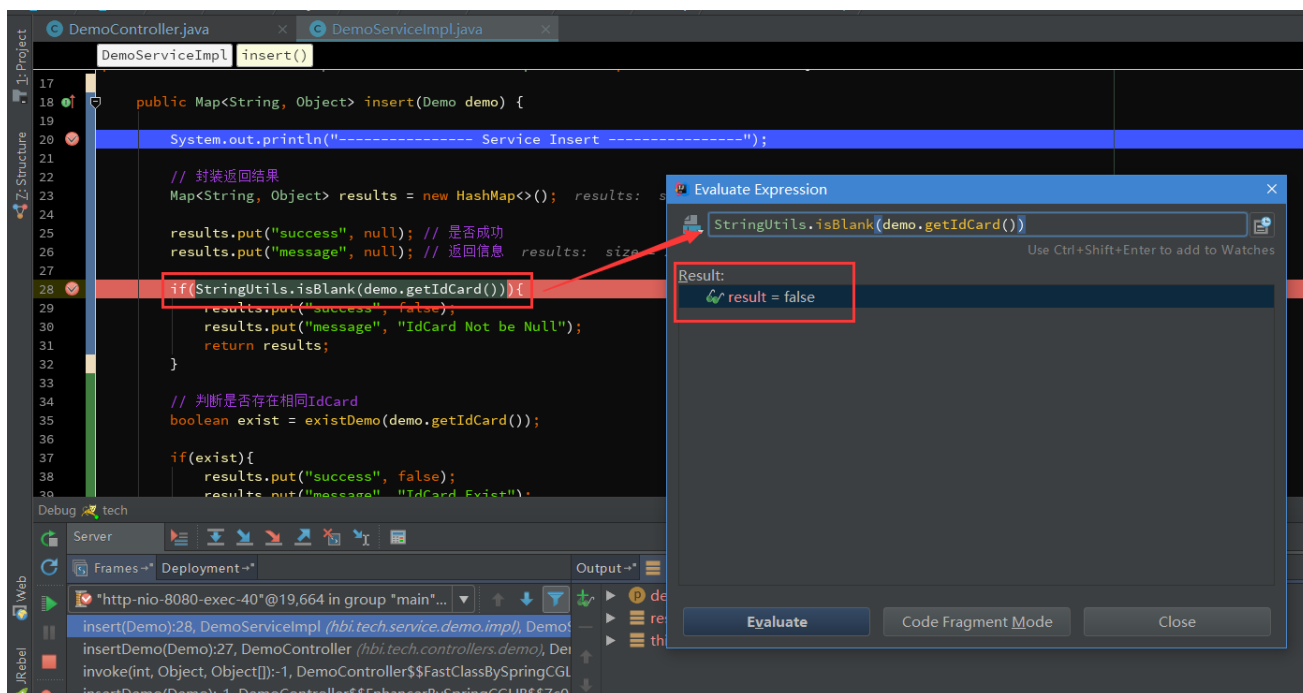 DemoController.java × DemoServiceImpl.java ×
1: Project
DemoServiceImpl insert()
17
18 public Map<String, Object> insert(Demo demo) {
19
20 System.out.println("---------------- Service Insert ----------------");
21
22 // 封装返回结果
23 Map<String, Object> results = new HashMap<>(); results: s
24
25 results.put("success", null); // 是否成功
26 results.put("message", null); // 返回信息 results: size =
27
28 if(StringUtils.isBlank(demo.getIdCard())){
29 results.put("success", false);
30 results.put("message", "IdCard Not be Null");
31 return results;
32 }
33
34 // 判断是否存在相同IdCard
35 boolean exist = existDemo(demo.getIdCard());
36
37 if(exist){
38 results.put("success", false);
39 results.put("message", "IdCard Exist");
Z: Structure
Evaluate Expression ×
StringUtils.isBlank(demo.getIdCard())
Use Ctrl+Shift+Enter to add to Watches
Result:
result = false
Evaluate Code Fragment Mode Close
Debug tech
Server
Frames Deployment Output
Web
JRebel
"http-nio-8080-exec-40"@19,664 in group "main"...
insert(Demo):28, DemoServiceImpl (hbi.tech.service.demo.impl), DemoS
insertDemo(Demo):27, DemoController (hbi.tech.controllers.demo), De
invoke(int, Object, Object[]):-1, DemoController$$FastClassBySpringCGL
de
re
thi